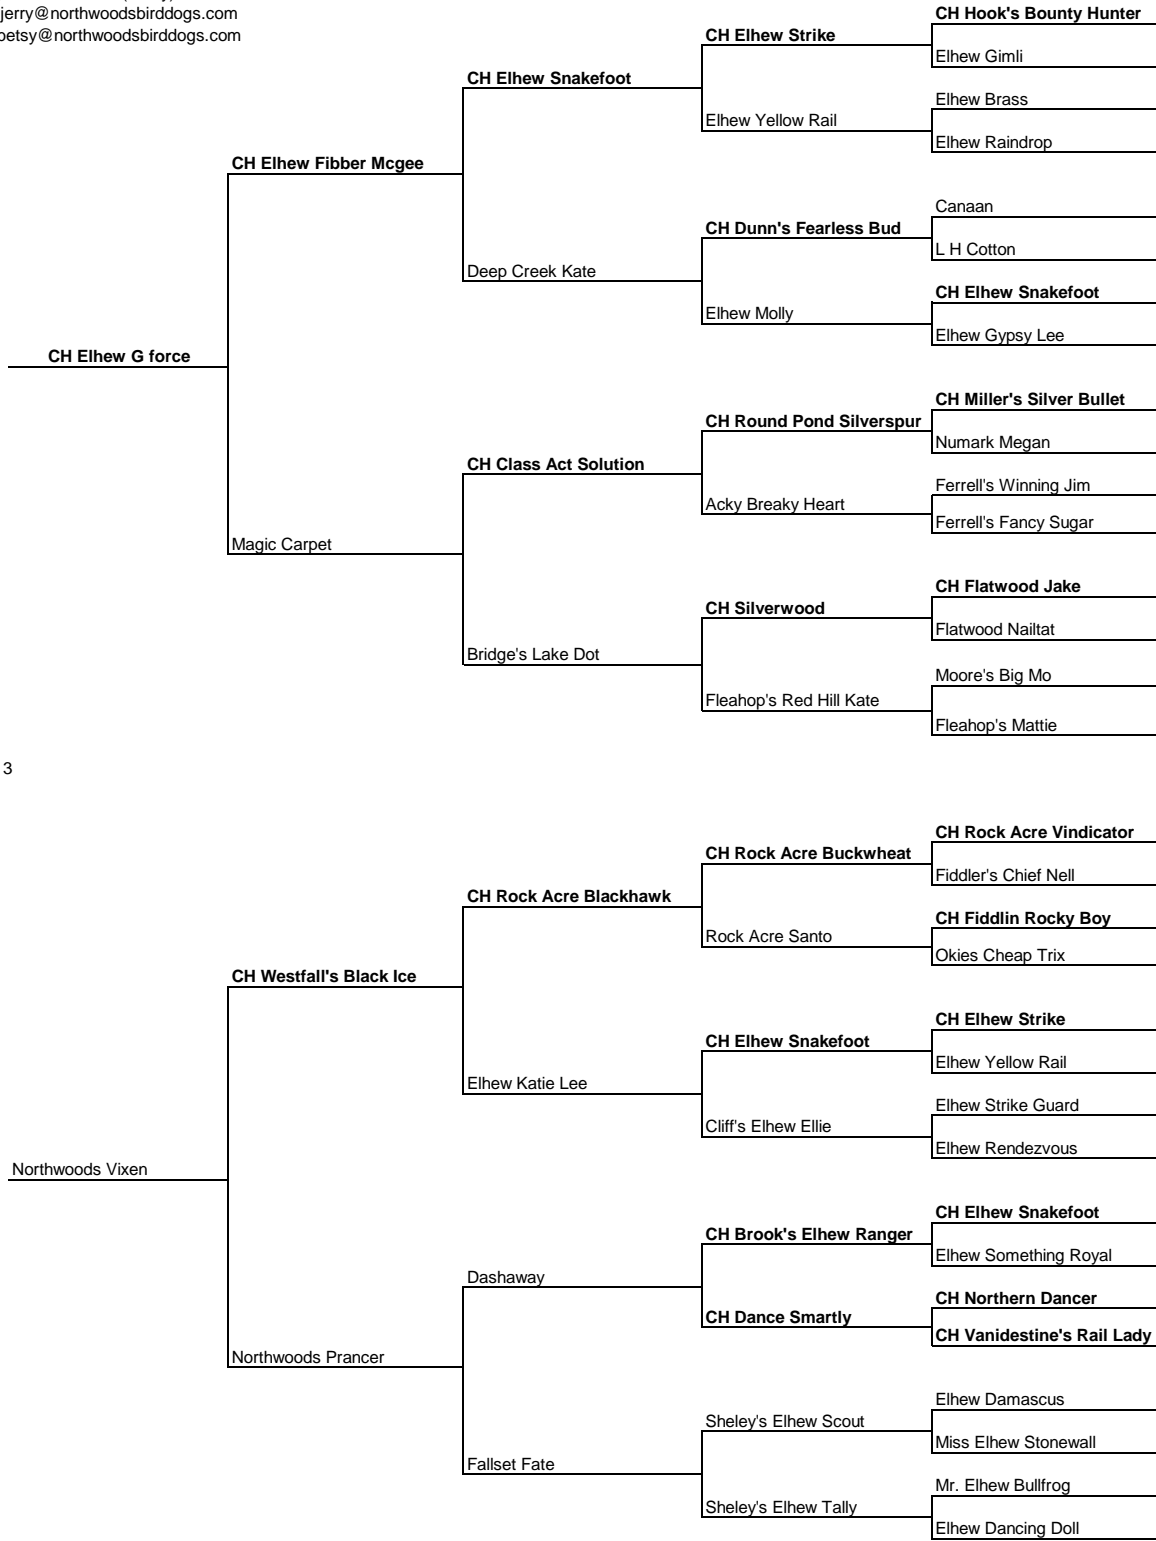 jerry@northwoodsbirddogs.com
betsy@northwoodsbirddogs.com
CH Hook's Bounty Hunter
CH Elhew Strike
Elhew Gimli
CH Elhew Snakefoot
Elhew Brass
Elhew Yellow Rail
Elhew Raindrop
CH Elhew Fibber Mcgee
Canaan
CH Dunn's Fearless Bud
L H Cotton
Deep Creek Kate
CH Elhew Snakefoot
Elhew Molly
Elhew Gypsy Lee
CH Elhew G force
CH Miller's Silver Bullet
CH Round Pond Silverspur
Numark Megan
CH Class Act Solution
Ferrell's Winning Jim
Acky Breaky Heart
Ferrell's Fancy Sugar
Magic Carpet
CH Flatwood Jake
CH Silverwood
Flatwood Nailtat
Bridge's Lake Dot
Moore's Big Mo
Fleahop's Red Hill Kate
Fleahop's Mattie
3
CH Rock Acre Vindicator
CH Rock Acre Buckwheat
Fiddler's Chief Nell
CH Rock Acre Blackhawk
CH Fiddlin Rocky Boy
Rock Acre Santo
Okies Cheap Trix
CH Westfall's Black Ice
CH Elhew Strike
CH Elhew Snakefoot
Elhew Yellow Rail
Elhew Katie Lee
Elhew Strike Guard
Cliff's Elhew Ellie
Elhew Rendezvous
Northwoods Vixen
CH Elhew Snakefoot
CH Brook's Elhew Ranger
Elhew Something Royal
Dashaway
CH Northern Dancer
CH Dance Smartly
CH Vanidestine's Rail Lady
Northwoods Prancer
Elhew Damascus
Sheley's Elhew Scout
Miss Elhew Stonewall
Fallset Fate
Mr. Elhew Bullfrog
Sheley's Elhew Tally
Elhew Dancing Doll